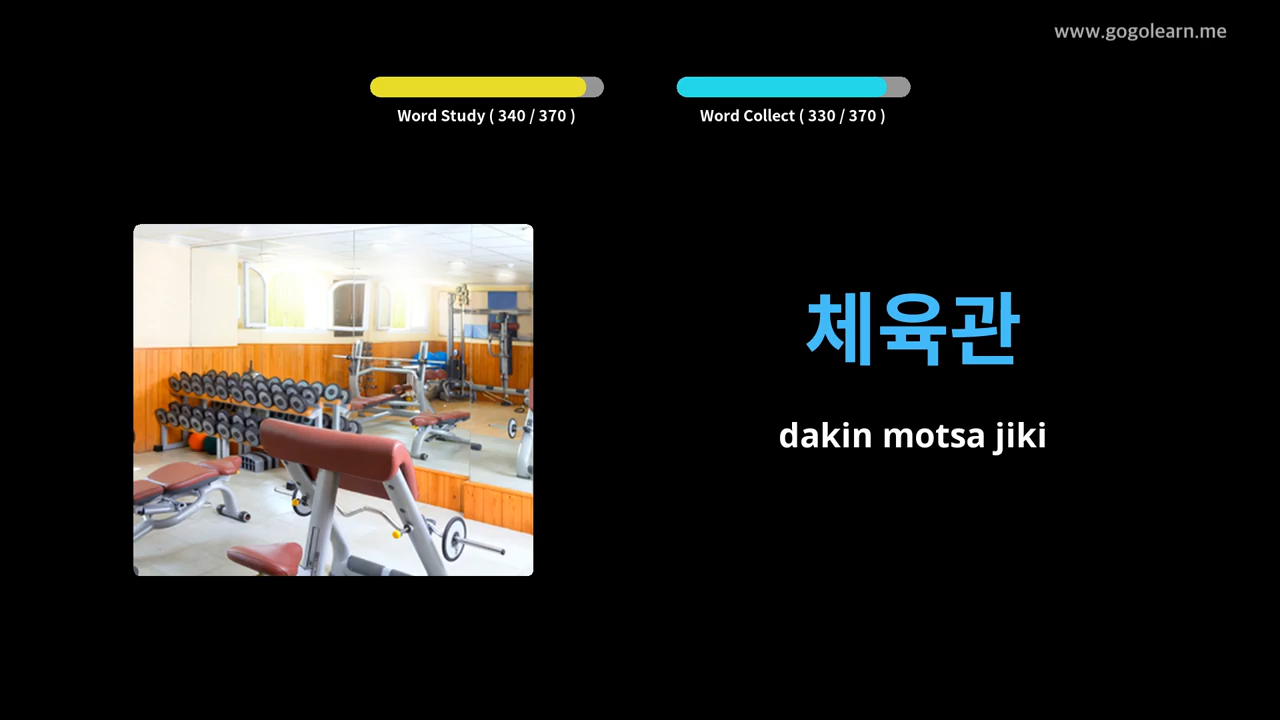 www.gogolearn.me
Word Study ( 340 / 370 )
Word Collect ( 330 / 370 )
체육관
dakin motsa jiki